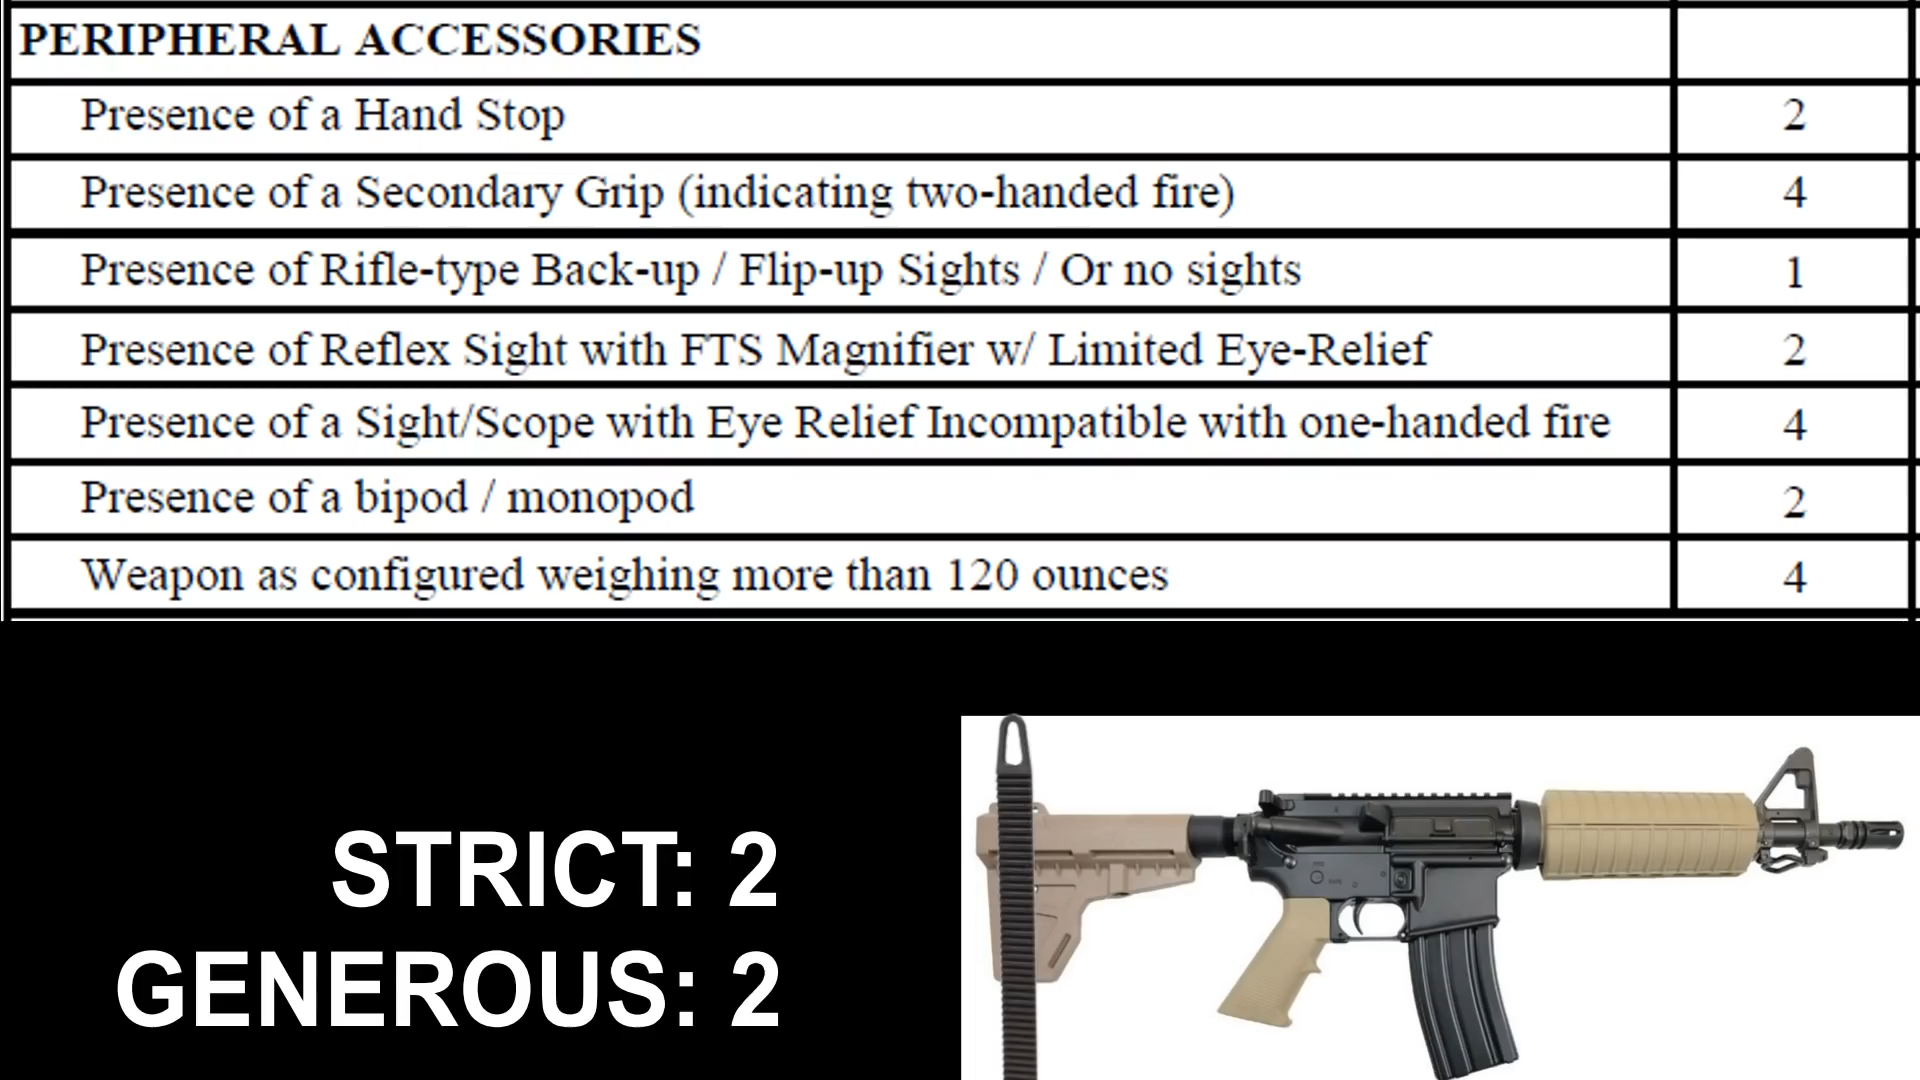 PERIPHERAL ACCESSORIES
Presence of a Hand Stop 2
Presence of a Secondary Grip (indicating two-handed fire) 4
Presence of Rifle-type Back-up / Flip-up Sights / Or no sights 1
Presence of Reflex Sight with FTS Magnifier w/ Limited Eye-Relief 2
Presence of a Sight/Scope with Eye Relief Incompatible with one-handed fire 4
Presence of a bipod / monopod 2
Weapon as configured weighing more than 120 ounces 4
STRICT: 2
GENEROUS: 2